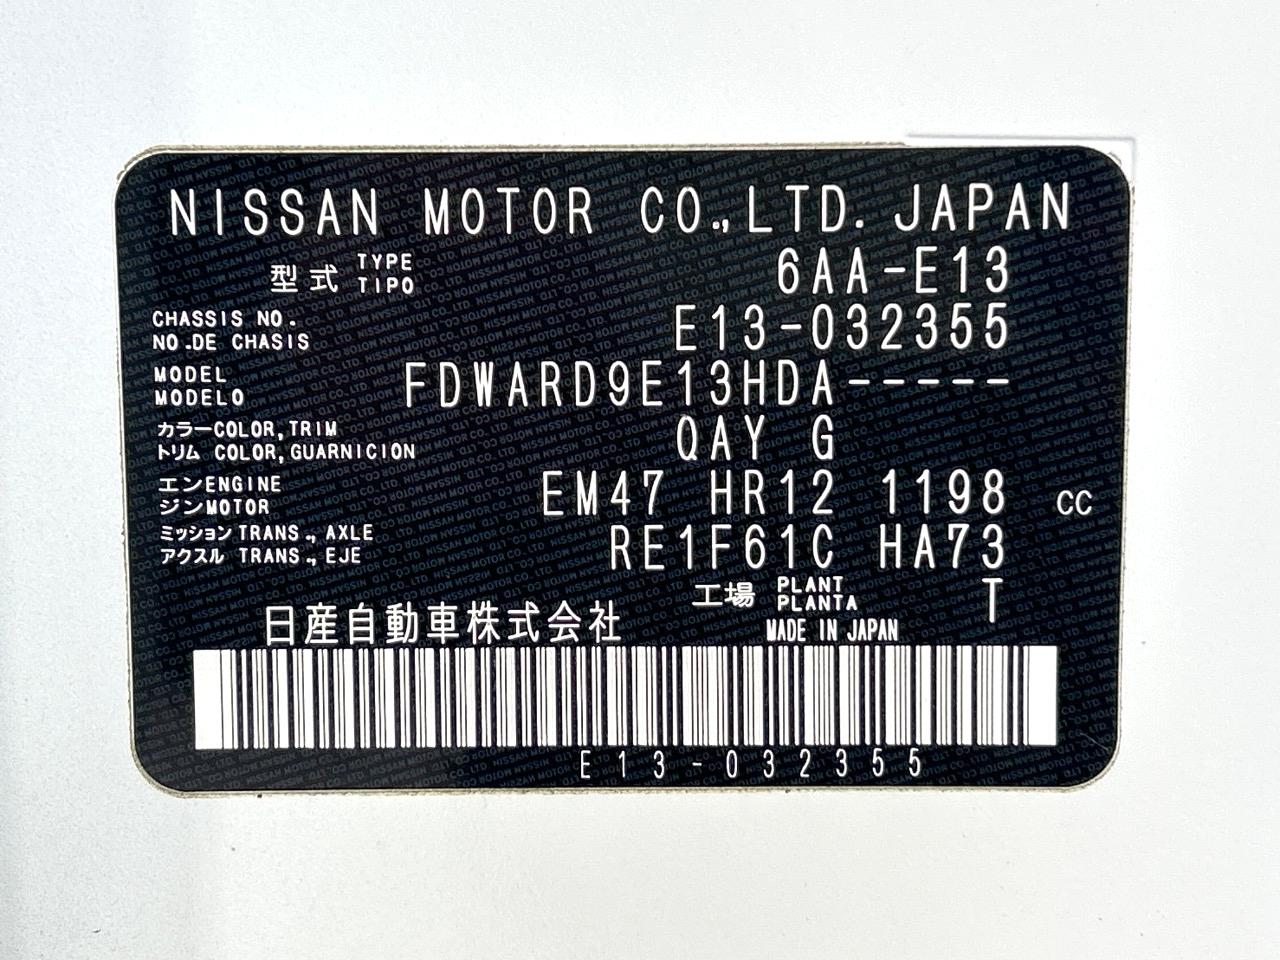 NISSAN MOTOR CO.,LTD. JAPAN
型式 TYPE TIPO 6AA-E13
CHASSIS NO.
NO.DE CHASIS E13-032355
MODEL
MODELO FDWARD9E13HDA-----
カラーCOLOR,TRIM
トリム COLOR,GUARNICION QAY G
エンENGINE
ジンMOTOR EM47 HR12 1198 CC
ミッション TRANS., AXLE
アクスル TRANS., EJE RE1F61C HA73
工場 PLANT PLANTA T
日産自動車株式会社 MADE IN JAPAN
E13-032355